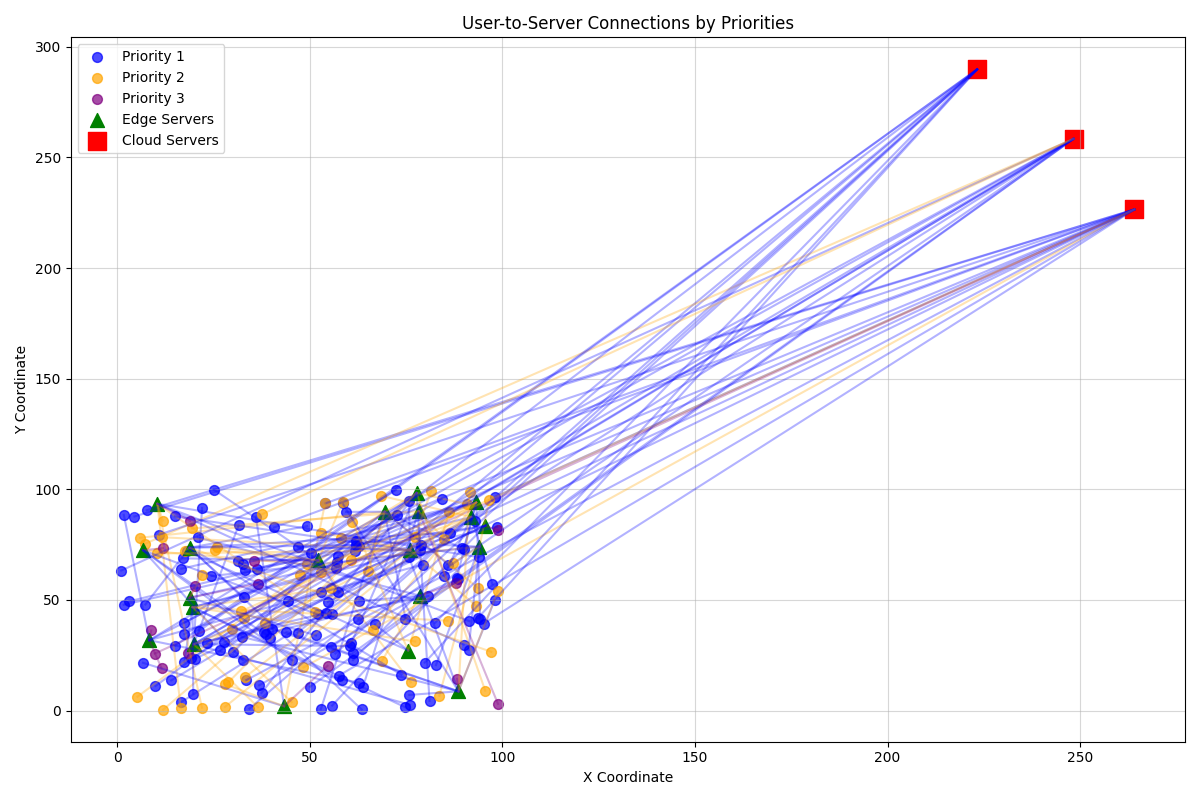 User-to-Server Connections by Priorities
Priority 1
Priority 2
Priority 3
Edge Servers
Cloud Servers
300
250
200
150
100
50
0
Y Coordinate
0 50 100 150 200 250
X Coordinate